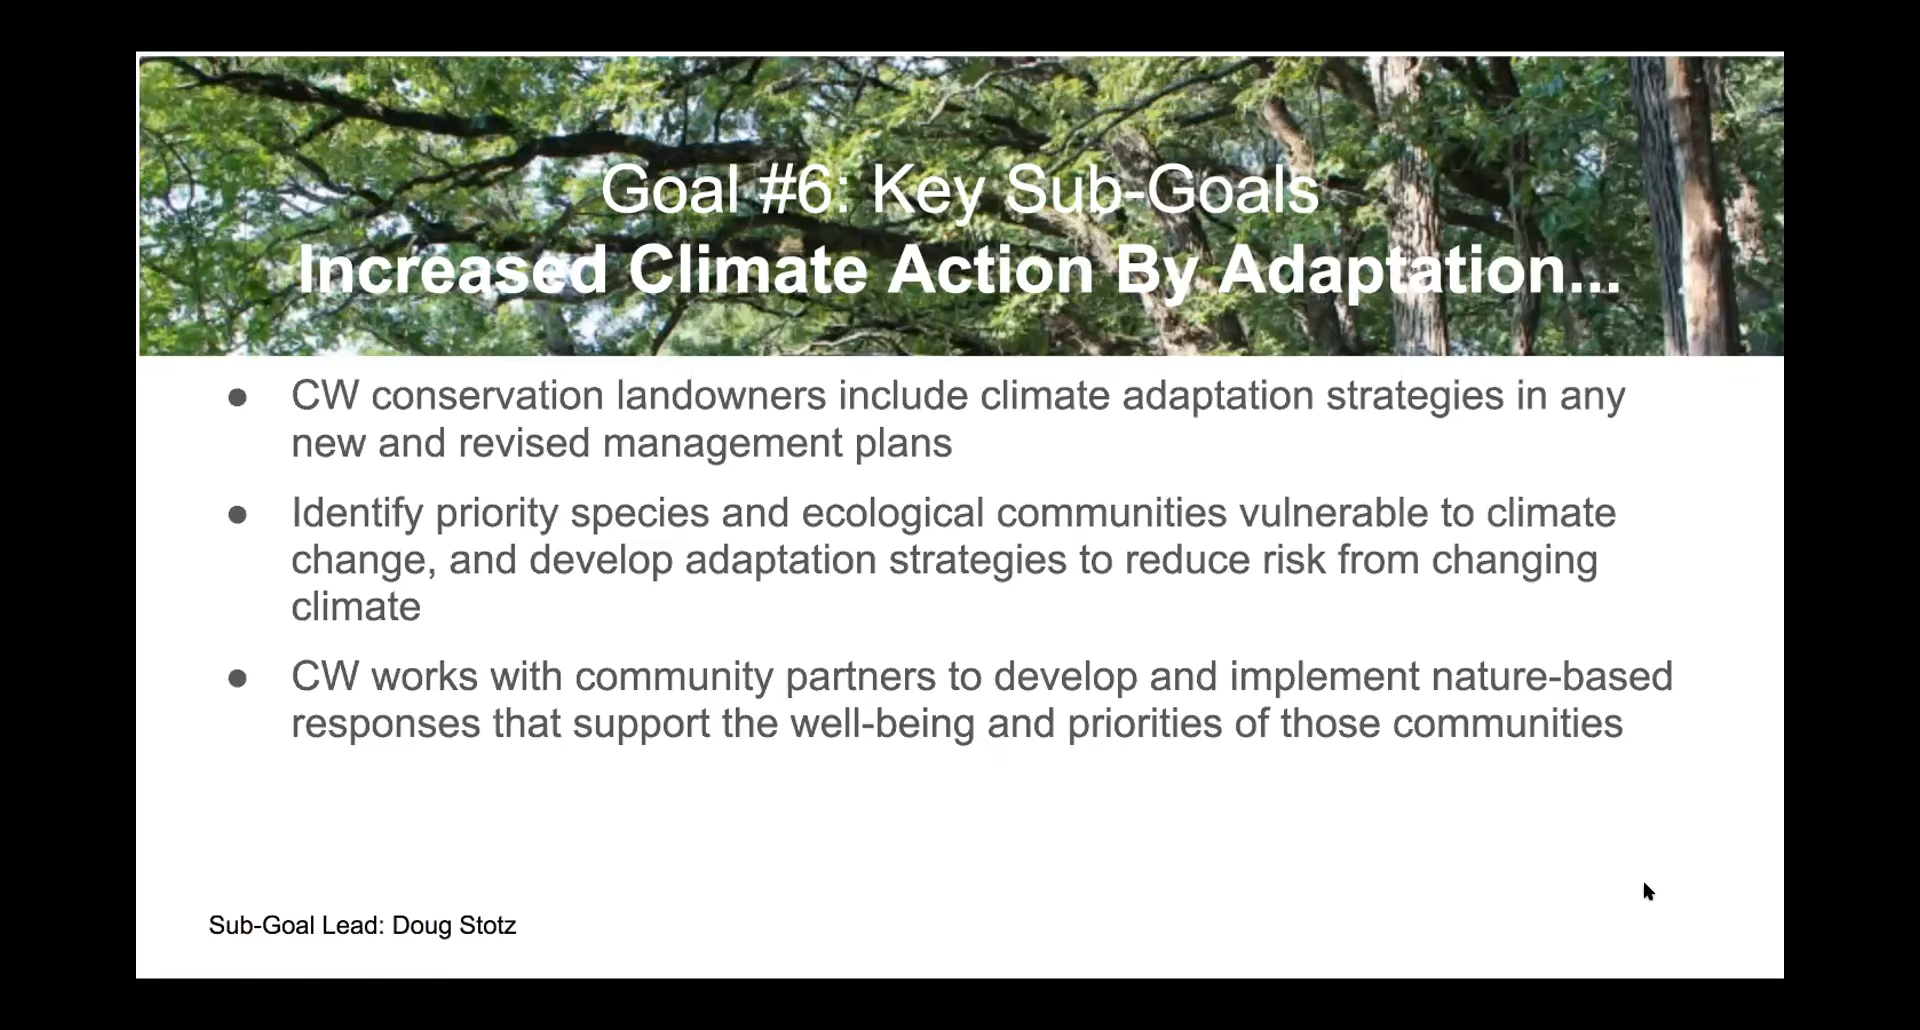 Goal #6: Key Sub-Goals
Increased Climate Action By Adaptation...
● CW conservation landowners include climate adaptation strategies in any
new and revised management plans
● Identify priority species and ecological communities vulnerable to climate
change, and develop adaptation strategies to reduce risk from changing
climate
● CW works with community partners to develop and implement nature-based
responses that support the well-being and priorities of those communities
Sub-Goal Lead: Doug Stotz